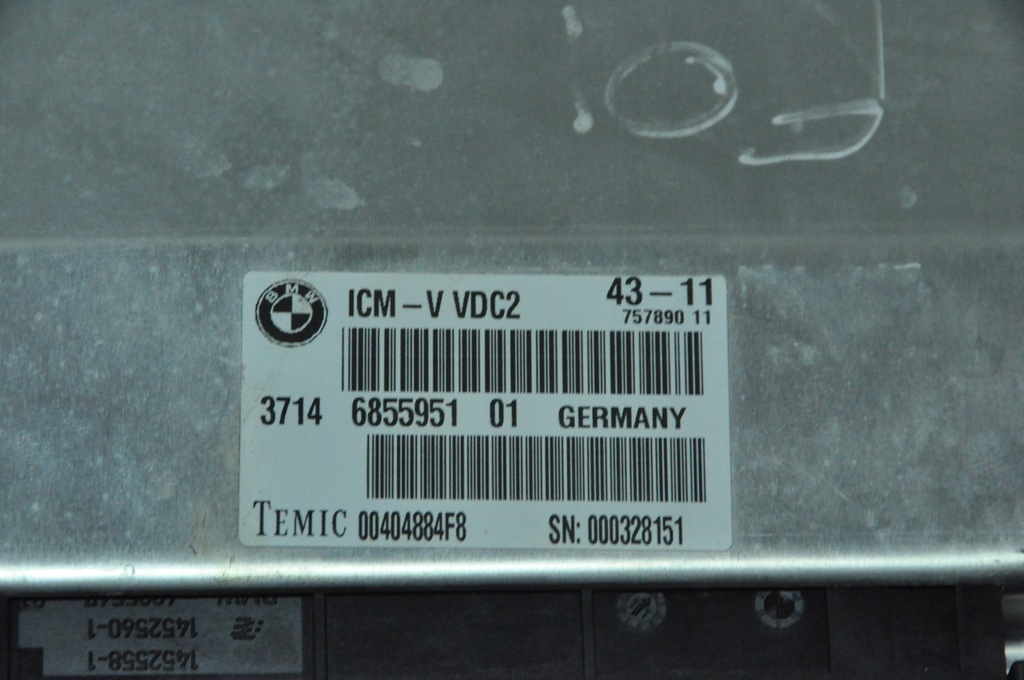 BMW
ICM – V VDC2
43 – 11
757890 11
3714 6855951 01 GERMANY
TEMIC 00404884F8 SN: 000328151
1452560-1
1452558-1